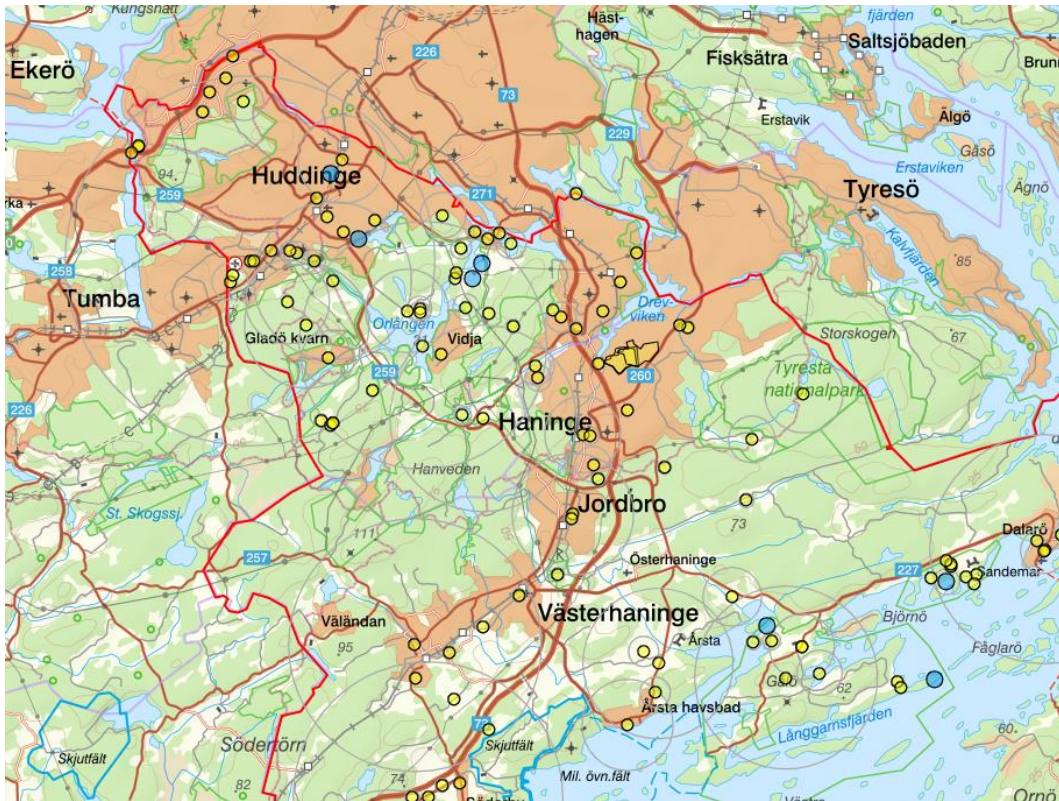 Kungshatt
fjärden
226
Häst-
hagen
Saltsjöbaden
Fisksätra
Ekerö
Brunn
73
Erstavik
Älgö
229
Gåsö
94
Huddinge
Erstaviken
259
271
Ägnö
Tyresö
Kalvfjärden
258
85
Tumba
Drev-
viken
Orlången
Storskogen
67
Gladö kvarn
Vidja
Tyresta
nationalpark
259
260
226
Haninge
50
Hanveden
Jordbro
St. Skogssj.
73
111
Dalarö
257
Österhaninge
227
Sandemar
Västerhaninge
Väländan
Björnö
Årsta
95
Fåglarö
Gålö
62
Årsta havsbad
Långgarnsfjärden
73
Södertörn
Skjutfält
Skjutfält
60
74
Mil. övn.fält
82
Ornö